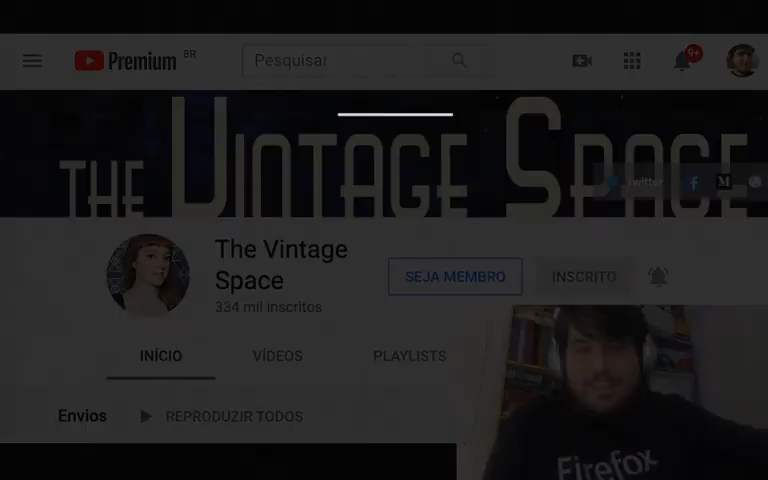 Premium BR
Pesquisar
9+
THE VINTAGE SPACE
Twitter
The Vintage
Space
SEJA MEMBRO
INSCRITO
334 mil inscritos
INÍCIO
VÍDEOS
PLAYLISTS
Envios
REPRODUZIR TODOS
Firefox